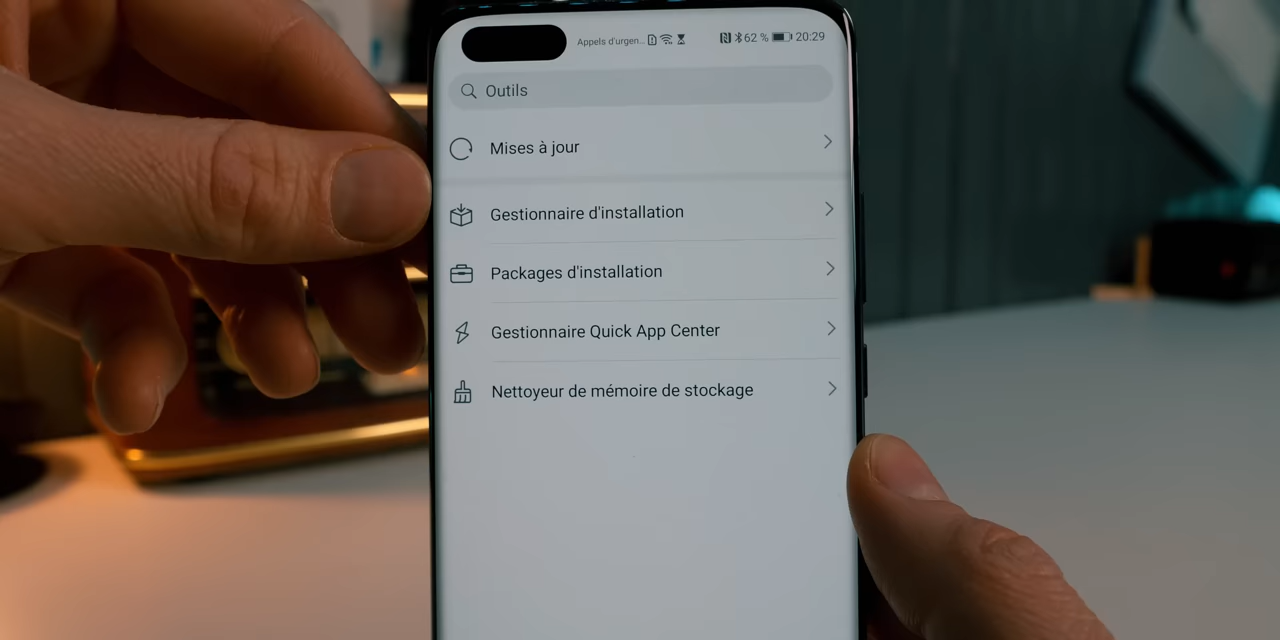 Appels d'urgen... 62 % 20:29
Outils
Mises à jour
Gestionnaire d'installation
Packages d'installation
Gestionnaire Quick App Center
Nettoyeur de mémoire de stockage